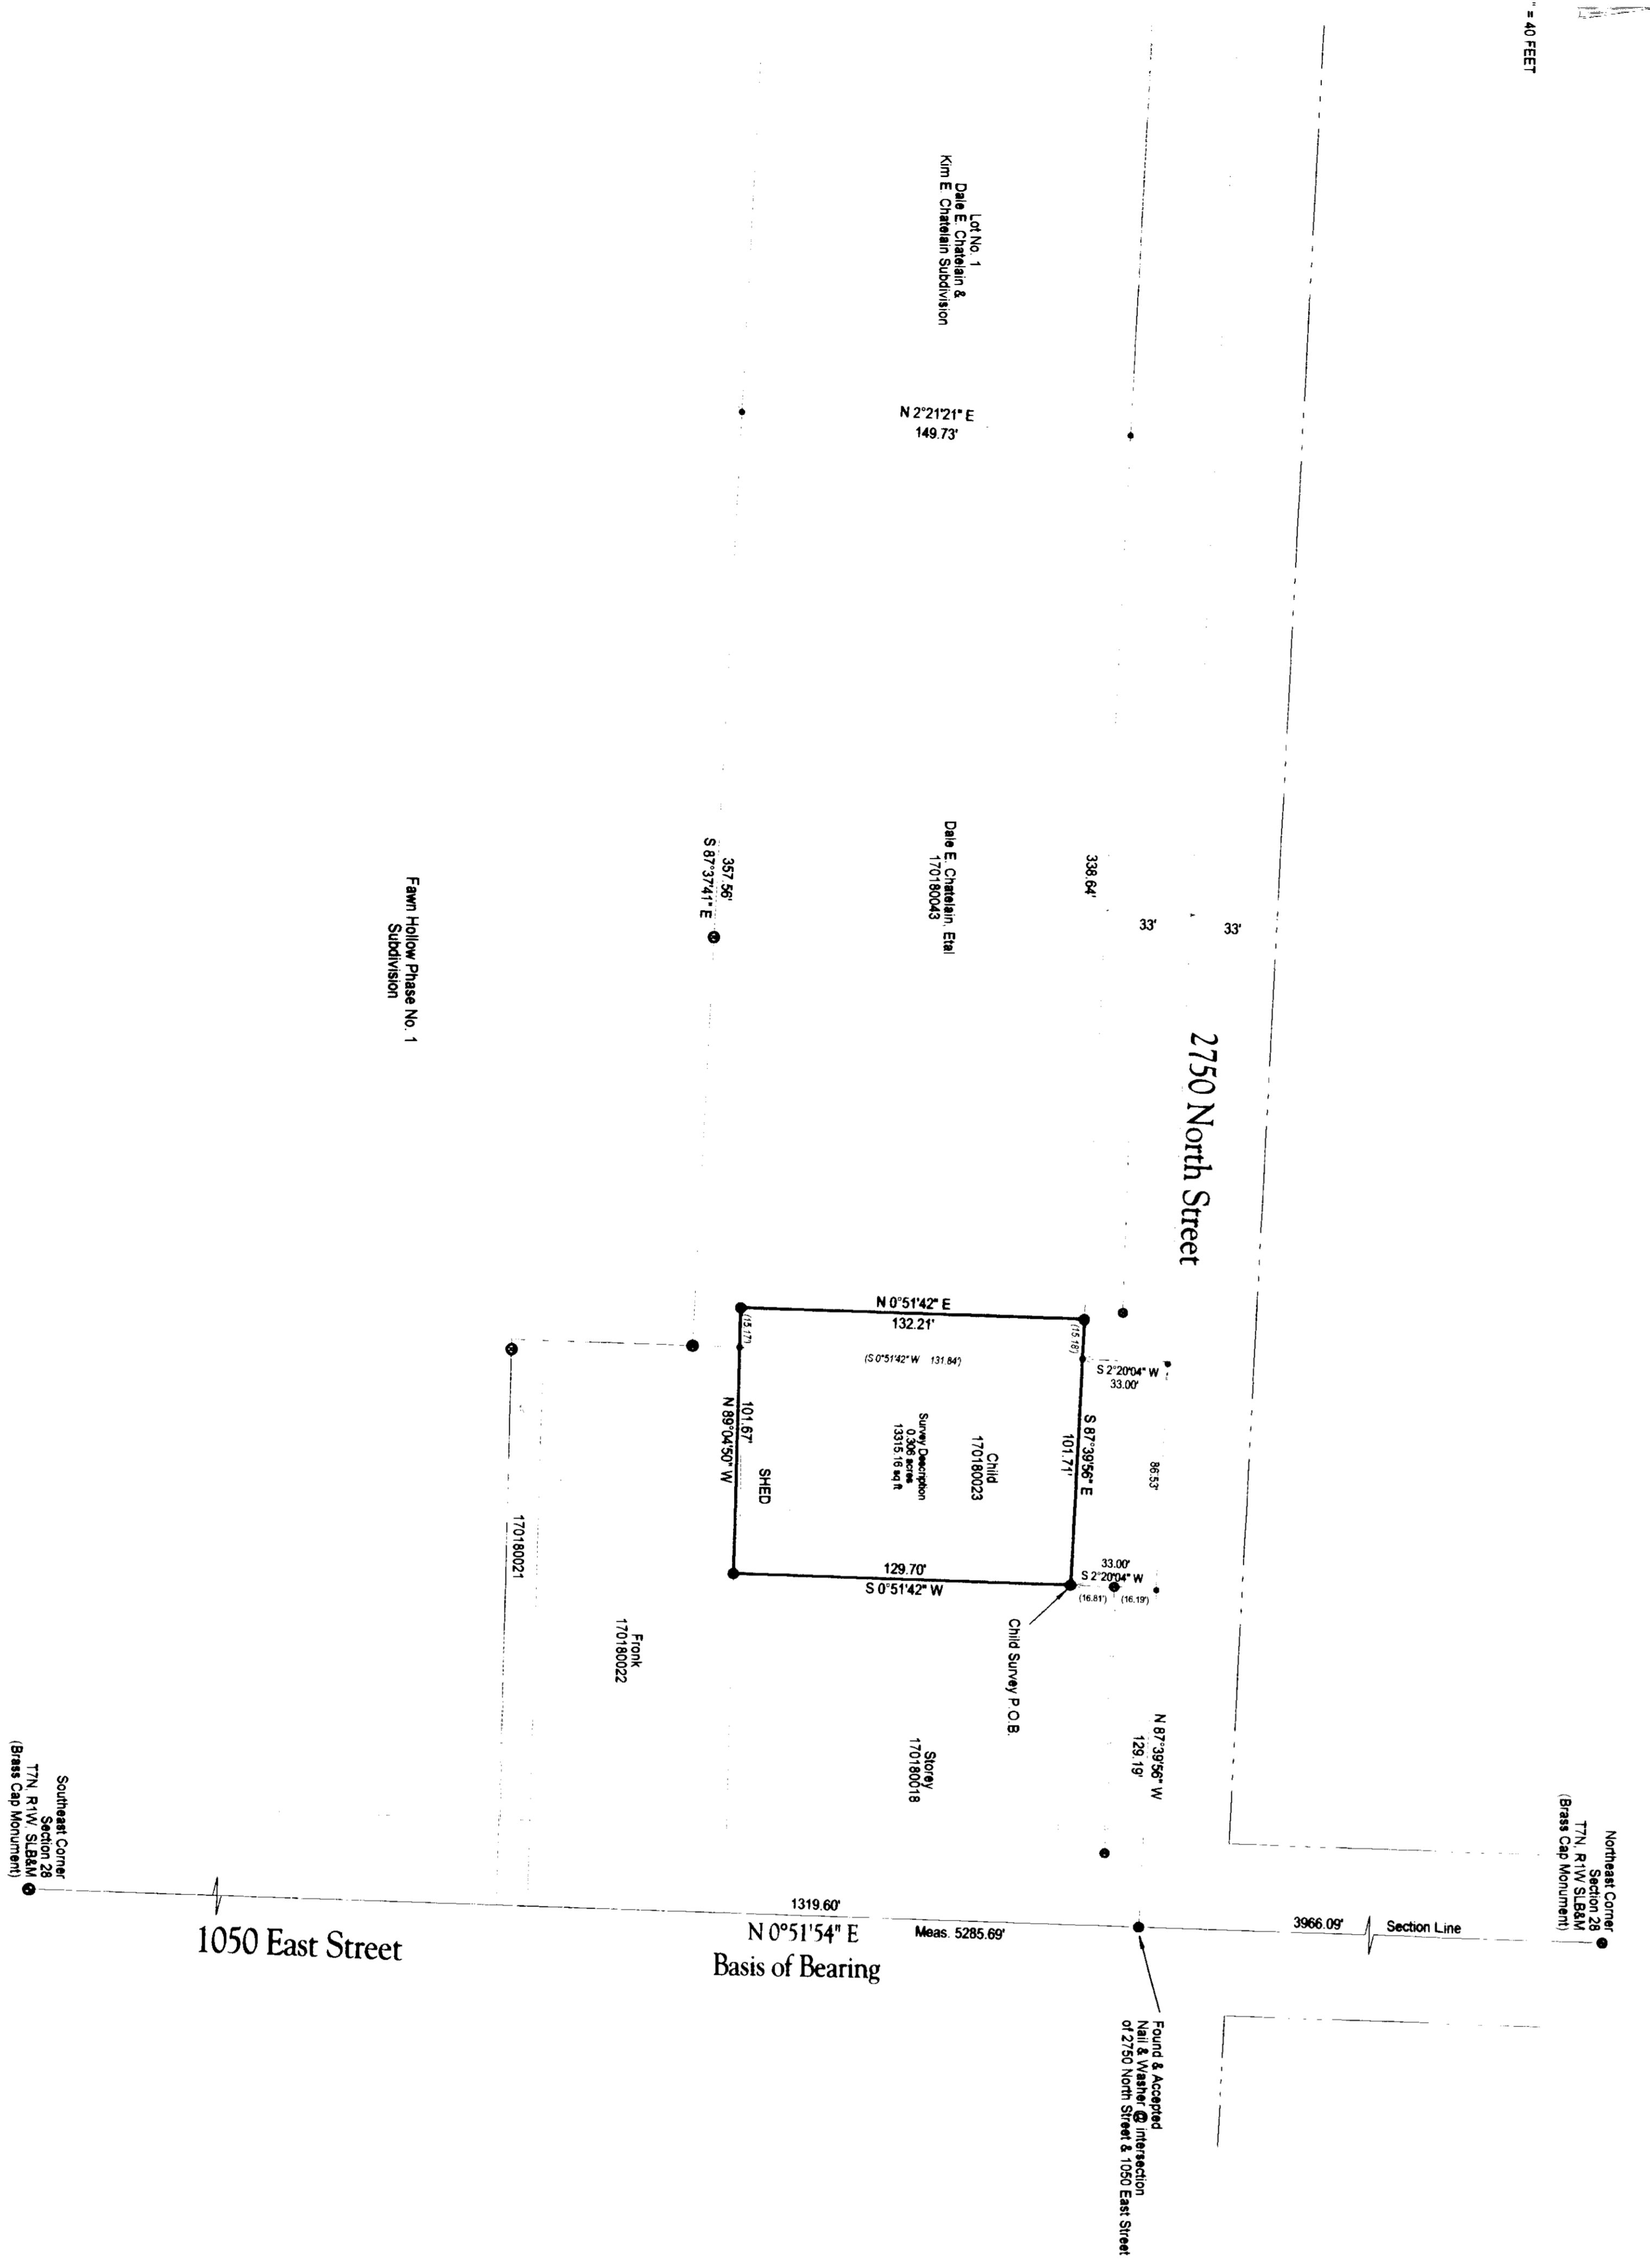 " = 40 FEET
Lot No. 1
Dale E. Chatelain &
Kim E. Chatelain Subdivision
N 2°21'21" E
149.73'
357.56'
S 87°37'41" E
Dale E. Chatelain, Etal
170180043
338.64'
33'
33'
2750 North Street
Fawn Hollow Phase No. 1
Subdivision
N 0°51'42" E
132.21'
(S 0°51'42" W 131.84')
(15.17')
(15.18')
S 2°20'04" W
33.00'
101.67'
N 89°04'50" W
SHED
Survey Description
0.306 acres
13315.16 sq ft
Child
170180023
S 87°39'56" E
101.71'
86.53'
129.70'
S 0°51'42" W
33.00'
S 2°20'04" W
(16.81')
(16.19')
Child Survey P.O.B.
170180021
Fronk
170180022
Storey
170180018
N 87°39'56" W
129.19'
Southeast Corner
Section 28
T7N, R1W, SLB&M
(Brass Cap Monument)
Northeast Corner
Section 28
T7N, R1W SLB&M
(Brass Cap Monument)
1319.60'
N 0°51'54" E
Meas. 5285.69'
Basis of Bearing
3966.09'
Section Line
1050 East Street
Found & Accepted
Nail & Washer @ intersection
of 2750 North Street & 1050 East Street